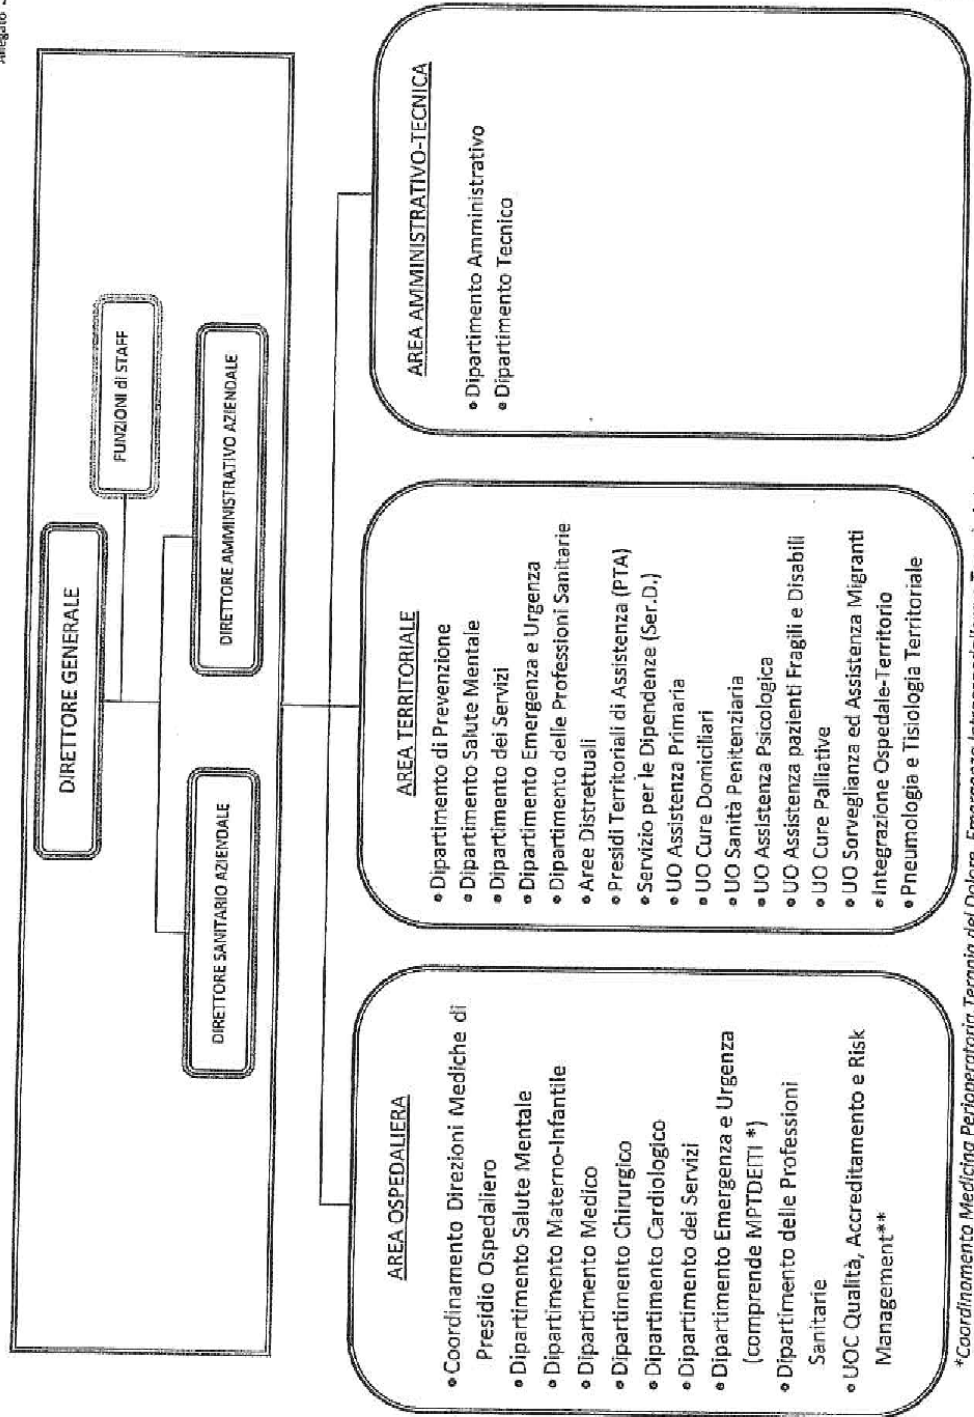 Allegato
DIRETTORE GENERALE
FUNZIONI di STAFF
DIRETTORE SANITARIO AZIENDALE
DIRETTORE AMMINISTRATIVO AZIENDALE
AREA OSPEDALIERA
• Coordinamento Direzioni Mediche di
Presidio Ospedaliero
• Dipartimento Salute Mentale
• Dipartimento Materno-Infantile
• Dipartimento Medico
• Dipartimento Chirurgico
• Dipartimento Cardiologico
• Dipartimento dei Servizi
• Dipartimento Emergenza e Urgenza
(comprende MPTDEITI *)
• Dipartimento delle Professioni
Sanitarie
• UOC Qualità, Accreditamento e Risk
Management**
AREA TERRITORIALE
• Dipartimento di Prevenzione
• Dipartimento Salute Mentale
• Dipartimento dei Servizi
• Dipartimento Emergenza e Urgenza
• Dipartimento delle Professioni Sanitarie
• Aree Distrettuali
• Presidi Territoriali di Assistenza (PTA)
• Servizio per le Dipendenze (Ser.D.)
• UO Assistenza Primaria
• UO Cure Domiciliari
• UO Sanità Penitenziaria
• UO Assistenza Psicologica
• UO Assistenza pazienti Fragili e Disabili
• UO Cure Palliative
• UO Sorveglianza ed Assistenza Migranti
• Integrazione Ospedale-Territorio
• Pneumologia e Tisiologia Territoriale
AREA AMMINISTRATIVO-TECNICA
• Dipartimento Amministrativo
• Dipartimento Tecnico
*Coordinamento Medicina Perioperatoria Terapia del Dolore, Emergenze